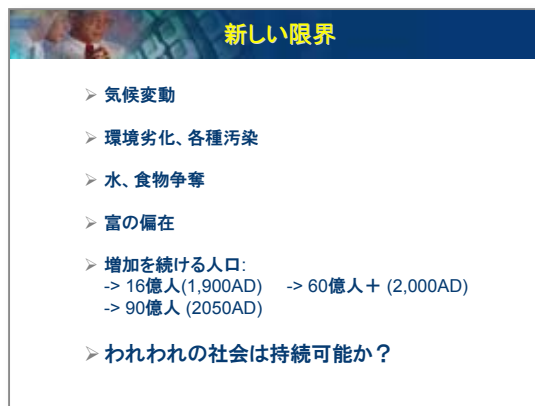 新しい限界
➢ 気候変動
➢ 環境劣化、各種汚染
➢ 水、食物争奪
➢ 富の偏在
➢ 増加を続ける人口:
-> 16億人(1,900AD) -> 60億人＋ (2,000AD)
-> 90億人 (2050AD)
➢ われわれの社会は持続可能か？